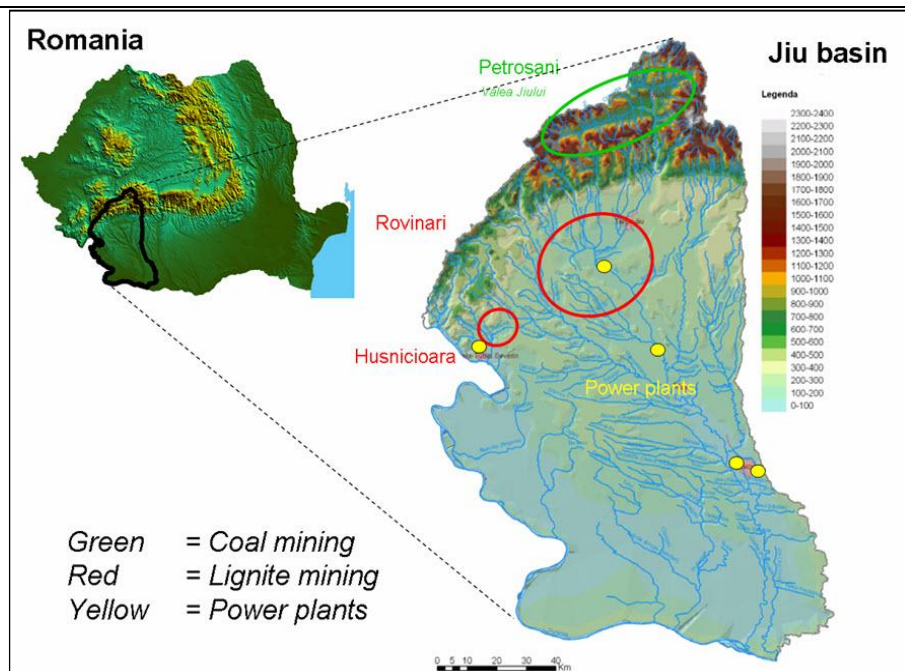 Romania
Jiu basin
Petrosani
Valea Jiului
Legenda
2300-2400
2200-2300
2100-2200
2000-2100
1900-2000
1800-1900
1700-1800
1600-1700
1500-1600
1400-1500
1300-1400
1200-1300
1100-1200
1000-1100
900-1000
800-900
700-800
600-700
500-600
400-500
300-400
200-300
100-200
0-100
Rovinari
Husnicioara
Power plants
Green = Coal mining
Red = Lignite mining
Yellow = Power plants
0 5 10 20 30 40
Km